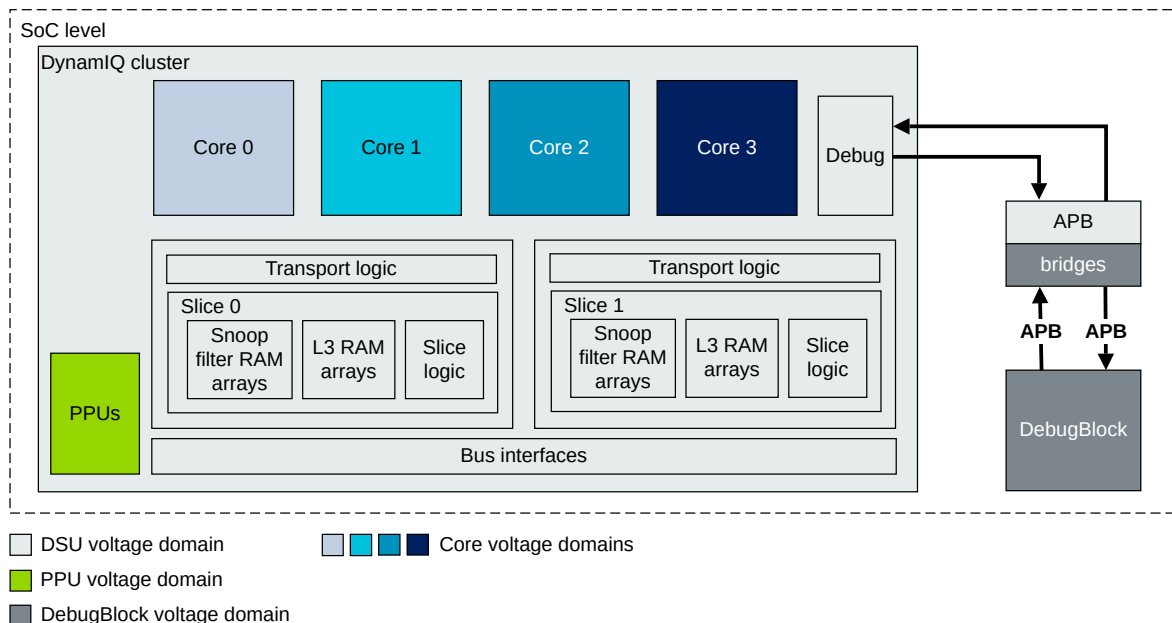 SoC level
DynamIQ cluster
Core 0
Core 1
Core 2
Core 3
Debug
APB
bridges
APB
APB
DebugBlock
Transport logic
Slice 0
Snoop
filter RAM
arrays
L3 RAM
arrays
Slice
logic
Transport logic
Slice 1
Snoop
filter RAM
arrays
L3 RAM
arrays
Slice
logic
PPUs
Bus interfaces
DSU voltage domain
Core voltage domains
PPU voltage domain
DebugBlock voltage domain